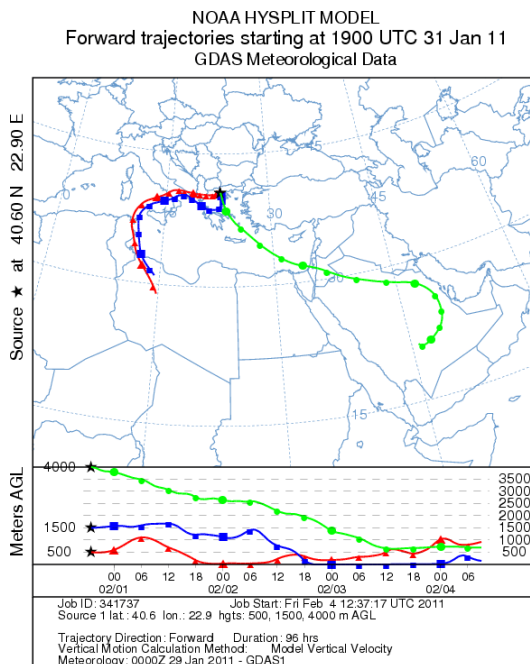 NOAA HYSPLIT MODEL
Forward trajectories starting at 1900 UTC 31 Jan 11
GDAS Meteorological Data
Source ★ at 40.60 N 22.90 E
60
45
30
15
0
15
30
Meters AGL
4000
1500
500
3500
3000
2500
2000
1500
1000
500
00 06 12 18 00 06 12 18 00 06 12 18 00 06
02/01 02/02 02/03 02/04
Job ID: 341737 Job Start: Fri Feb 4 12:37:17 UTC 2011
Source 1 lat.: 40.6 lon.: 22.9 hgts: 500, 1500, 4000 m AGL
Trajectory Direction: Forward Duration: 96 hrs
Vertical Motion Calculation Method: Model Vertical Velocity
Meteorology: 0000Z 29 Jan 2011 - GDAS1